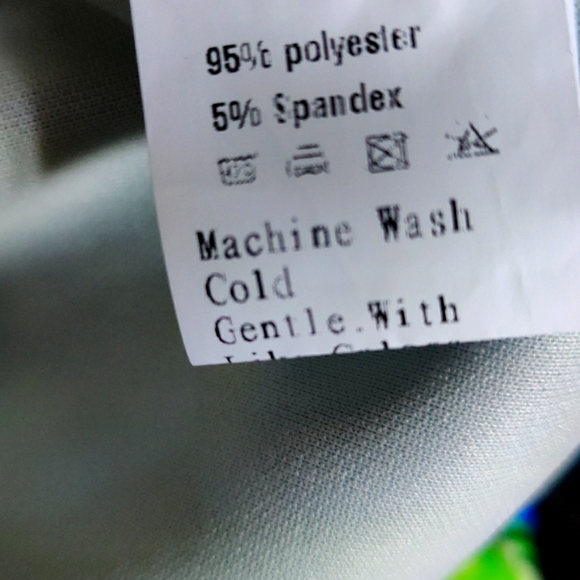 95% polyester
5% Spandex
Machine Wash
Cold
Gentle.With